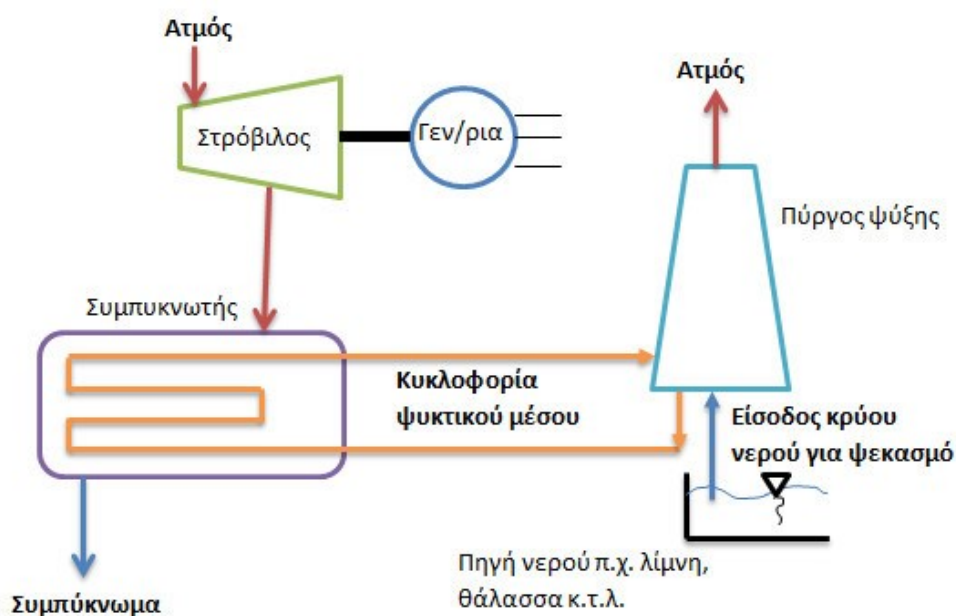 Ατμός
Ατμός
Στρόβιλος
Γεν/ρια
Πύργος ψύξης
Συμπυκνωτής
Κυκλοφορία
ψυκτικού μέσου
Είσοδος κρύου
νερού για ψεκασμό
Πηγή νερού π.χ. λίμνη,
θάλασσα κ.τ.λ.
Συμπύκνωμα